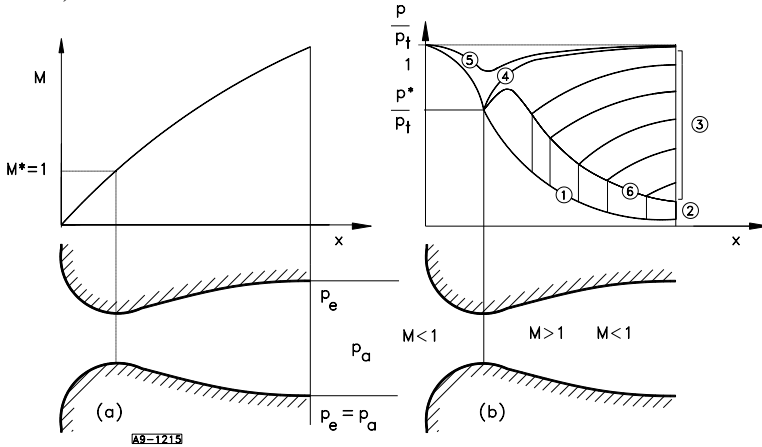 M
M*=1
x
p_e
p_a
p_e = p_a
(a)
A9-1215
p
p_t
1
p*
p_t
⑤
④
③
①
⑥
②
x
M<1
M>1
M<1
(b)